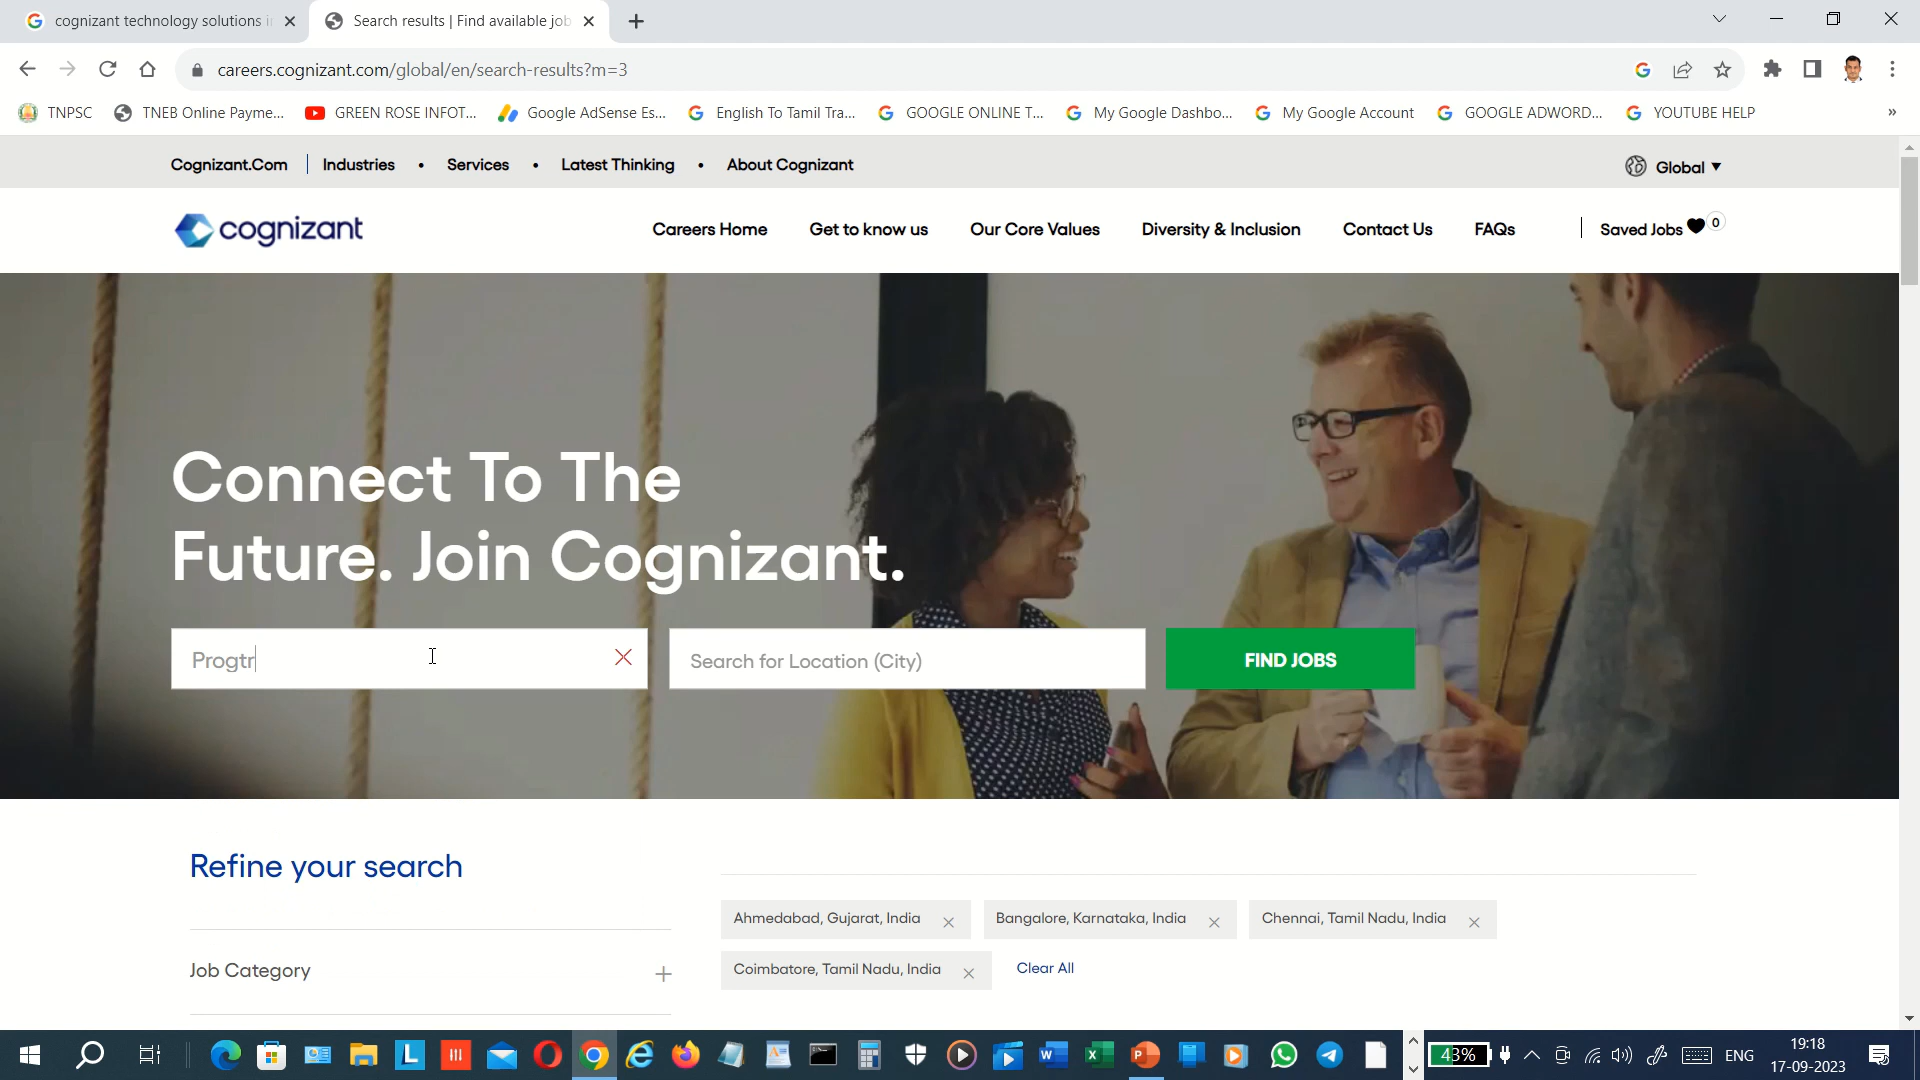 cognizant technology solutions i
Search results | Find available job
careers.cognizant.com/global/en/search-results?m=3
TNPSC
TNEB Online Payme...
GREEN ROSE INFOT...
Google AdSense Es...
English To Tamil Tra...
GOOGLE ONLINE T...
My Google Dashbo...
My Google Account
GOOGLE ADWORD...
YOUTUBE HELP
»
Cognizant.Com | Industries • Services • Latest Thinking • About Cognizant
Global
cognizant
Careers Home
Get to know us
Our Core Values
Diversity & Inclusion
Contact Us
FAQs
Saved Jobs 0
Connect To The
Future. Join Cognizant.
Progtr
Search for Location (City)
FIND JOBS
Refine your search
Ahmedabad, Gujarat, India
Bangalore, Karnataka, India
Chennai, Tamil Nadu, India
Job Category
Coimbatore, Tamil Nadu, India
Clear All
43%
ENG
19:18
17-09-2023